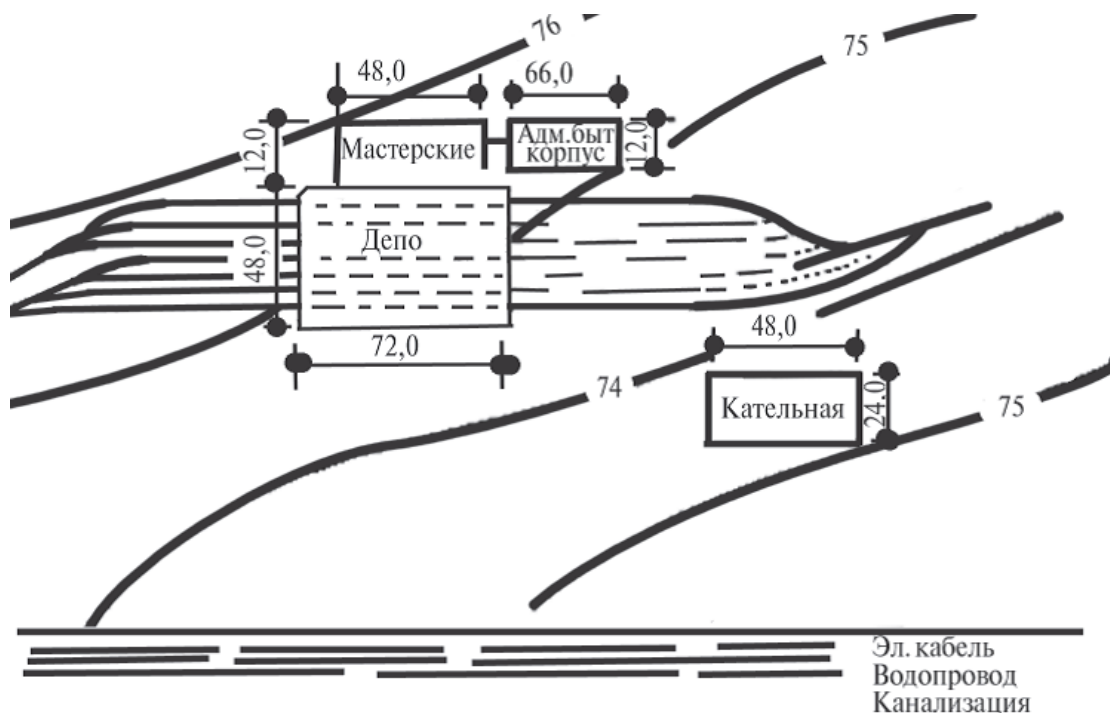 76
75
48,0
66,0
12,0
Мастерские
Адм.быт
корпус
12,0
Депо
48,0
72,0
48,0
74
Кательная
24.0
75
Эл.кабель
Водопровод
Канализация